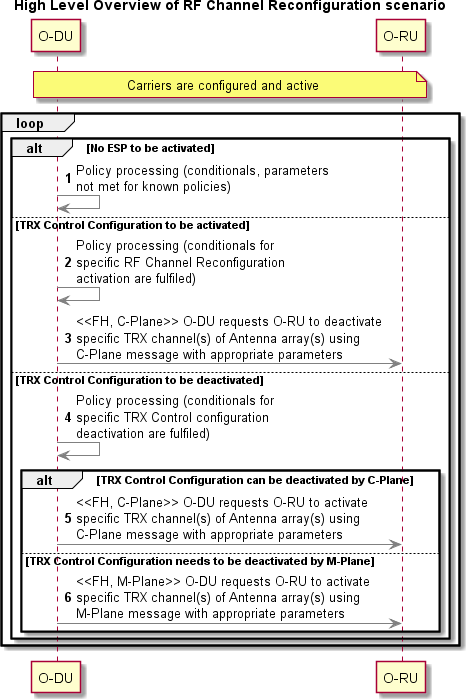 High Level Overview of RF Channel Reconfiguration scenario
O-DU
O-RU
Carriers are configured and active
loop
alt
[No ESP to be activated]
1
Policy processing (conditionals, parameters
not met for known policies)
[TRX Control Configuration to be activated]
Policy processing (conditionals for
2 specific RF Channel Reconfiguration
activation are fulfiled)
<<FH, C-Plane>> O-DU requests O-RU to deactivate
3 specific TRX channel(s) of Antenna array(s) using
C-Plane message with appropriate parameters
[TRX Control Configuration to be deactivated]
Policy processing (conditionals for
4 specific TRX Control configuration
deactivation are fulfiled)
alt
[TRX Control Configuration can be deactivated by C-Plane]
<<FH, C-Plane>> O-DU requests O-RU to activate
5 specific TRX channel(s) of Antenna array(s) using
C-Plane message with appropriate parameters
[TRX Control Configuration needs to be deactivated by M-Plane]
<<FH, M-Plane>> O-DU requests O-RU to activate
6 specific TRX channel(s) of Antenna array(s) using
M-Plane message with appropriate parameters
O-DU
O-RU